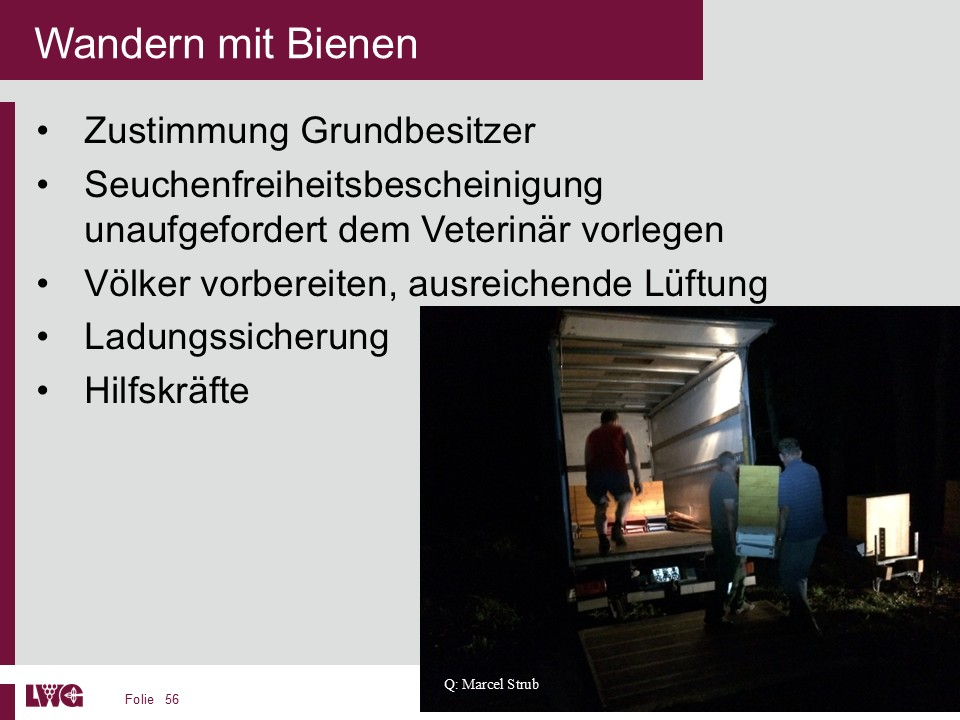 Wandern mit Bienen
• Zustimmung Grundbesitzer
• Seuchenfreiheitsbescheinigung
unaufgefordert dem Veterinär vorlegen
• Völker vorbereiten, ausreichende Lüftung
• Ladungssicherung
• Hilfskräfte
Q: Marcel Strub
LWG
Folie 56